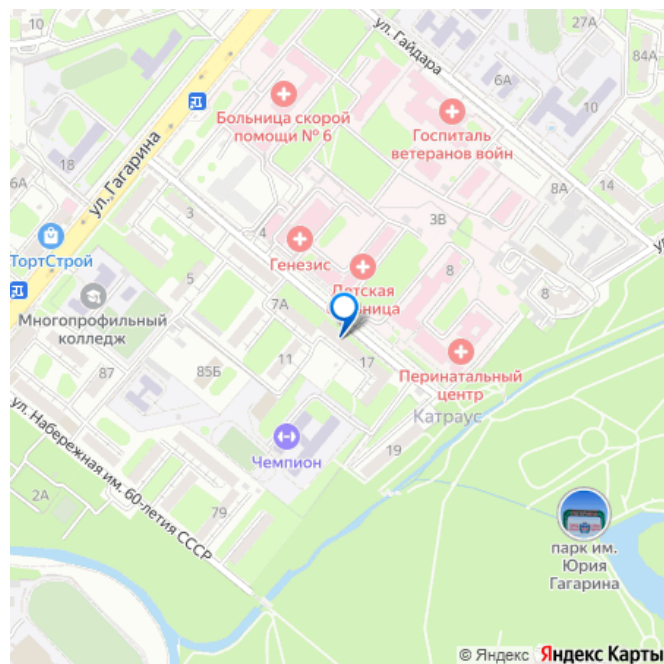 27А
84А
ул. Гайдара
6А
10
Больница скорой
помощи № 6
Госпиталь
ветеранов войн
18
ул. Гагарина
6А
3
8А
14
3В
4
ТортСтрой
Генезис
8
8
Детская
больница
5
7А
Многопрофильный
колледж
11
17
87
85Б
Перинатальный
центр
Катраус
ул. Набережная им. 60-летия СССР
Чемпион
19
2А
79
парк им.
Юрия
Гагарина
© Яндекс Яндекс Карты